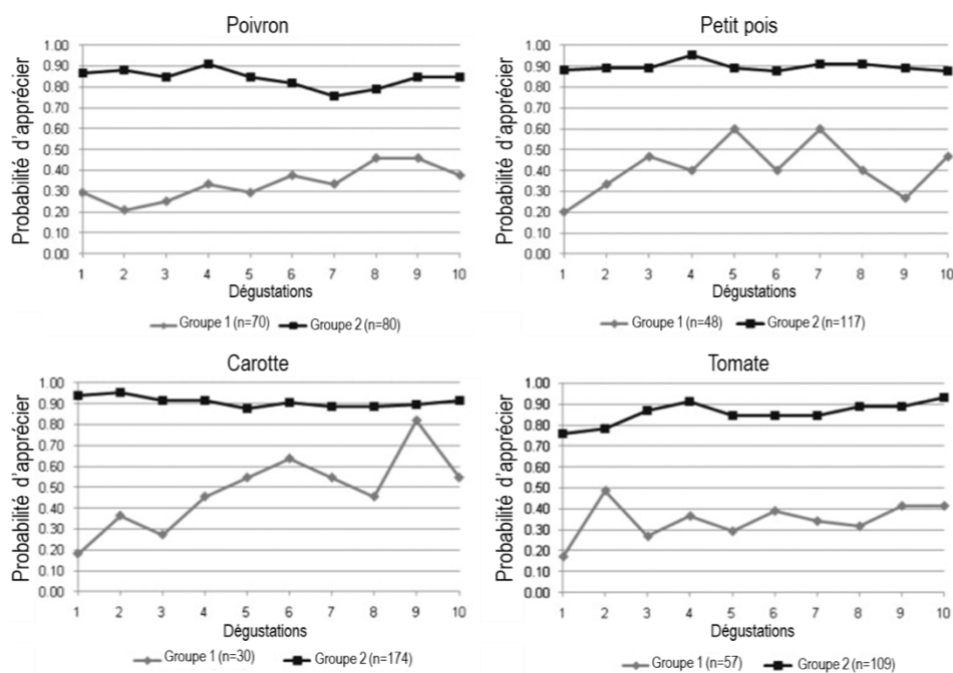 Poivron
Probabilité d'apprécier
1.00
0.90
0.80
0.70
0.60
0.50
0.40
0.30
0.20
0.10
0.00
1 2 3 4 5 6 7 8 9 10
Dégustations
Groupe 1 (n=70) Groupe 2 (n=80)
Petit pois
Probabilité d'apprécier
1.00
0.90
0.80
0.70
0.60
0.50
0.40
0.30
0.20
0.10
0.00
1 2 3 4 5 6 7 8 9 10
Dégustations
Groupe 1 (n=48) Groupe 2 (n=117)
Carotte
Probabilité d'apprécier
1.00
0.90
0.80
0.70
0.60
0.50
0.40
0.30
0.20
0.10
0.00
1 2 3 4 5 6 7 8 9 10
Dégustations
Groupe 1 (n=30) Groupe 2 (n=174)
Tomate
Probabilité d'apprécier
1.00
0.90
0.80
0.70
0.60
0.50
0.40
0.30
0.20
0.10
0.00
1 2 3 4 5 6 7 8 9 10
Dégustations
Groupe 1 (n=57) Groupe 2 (n=109)